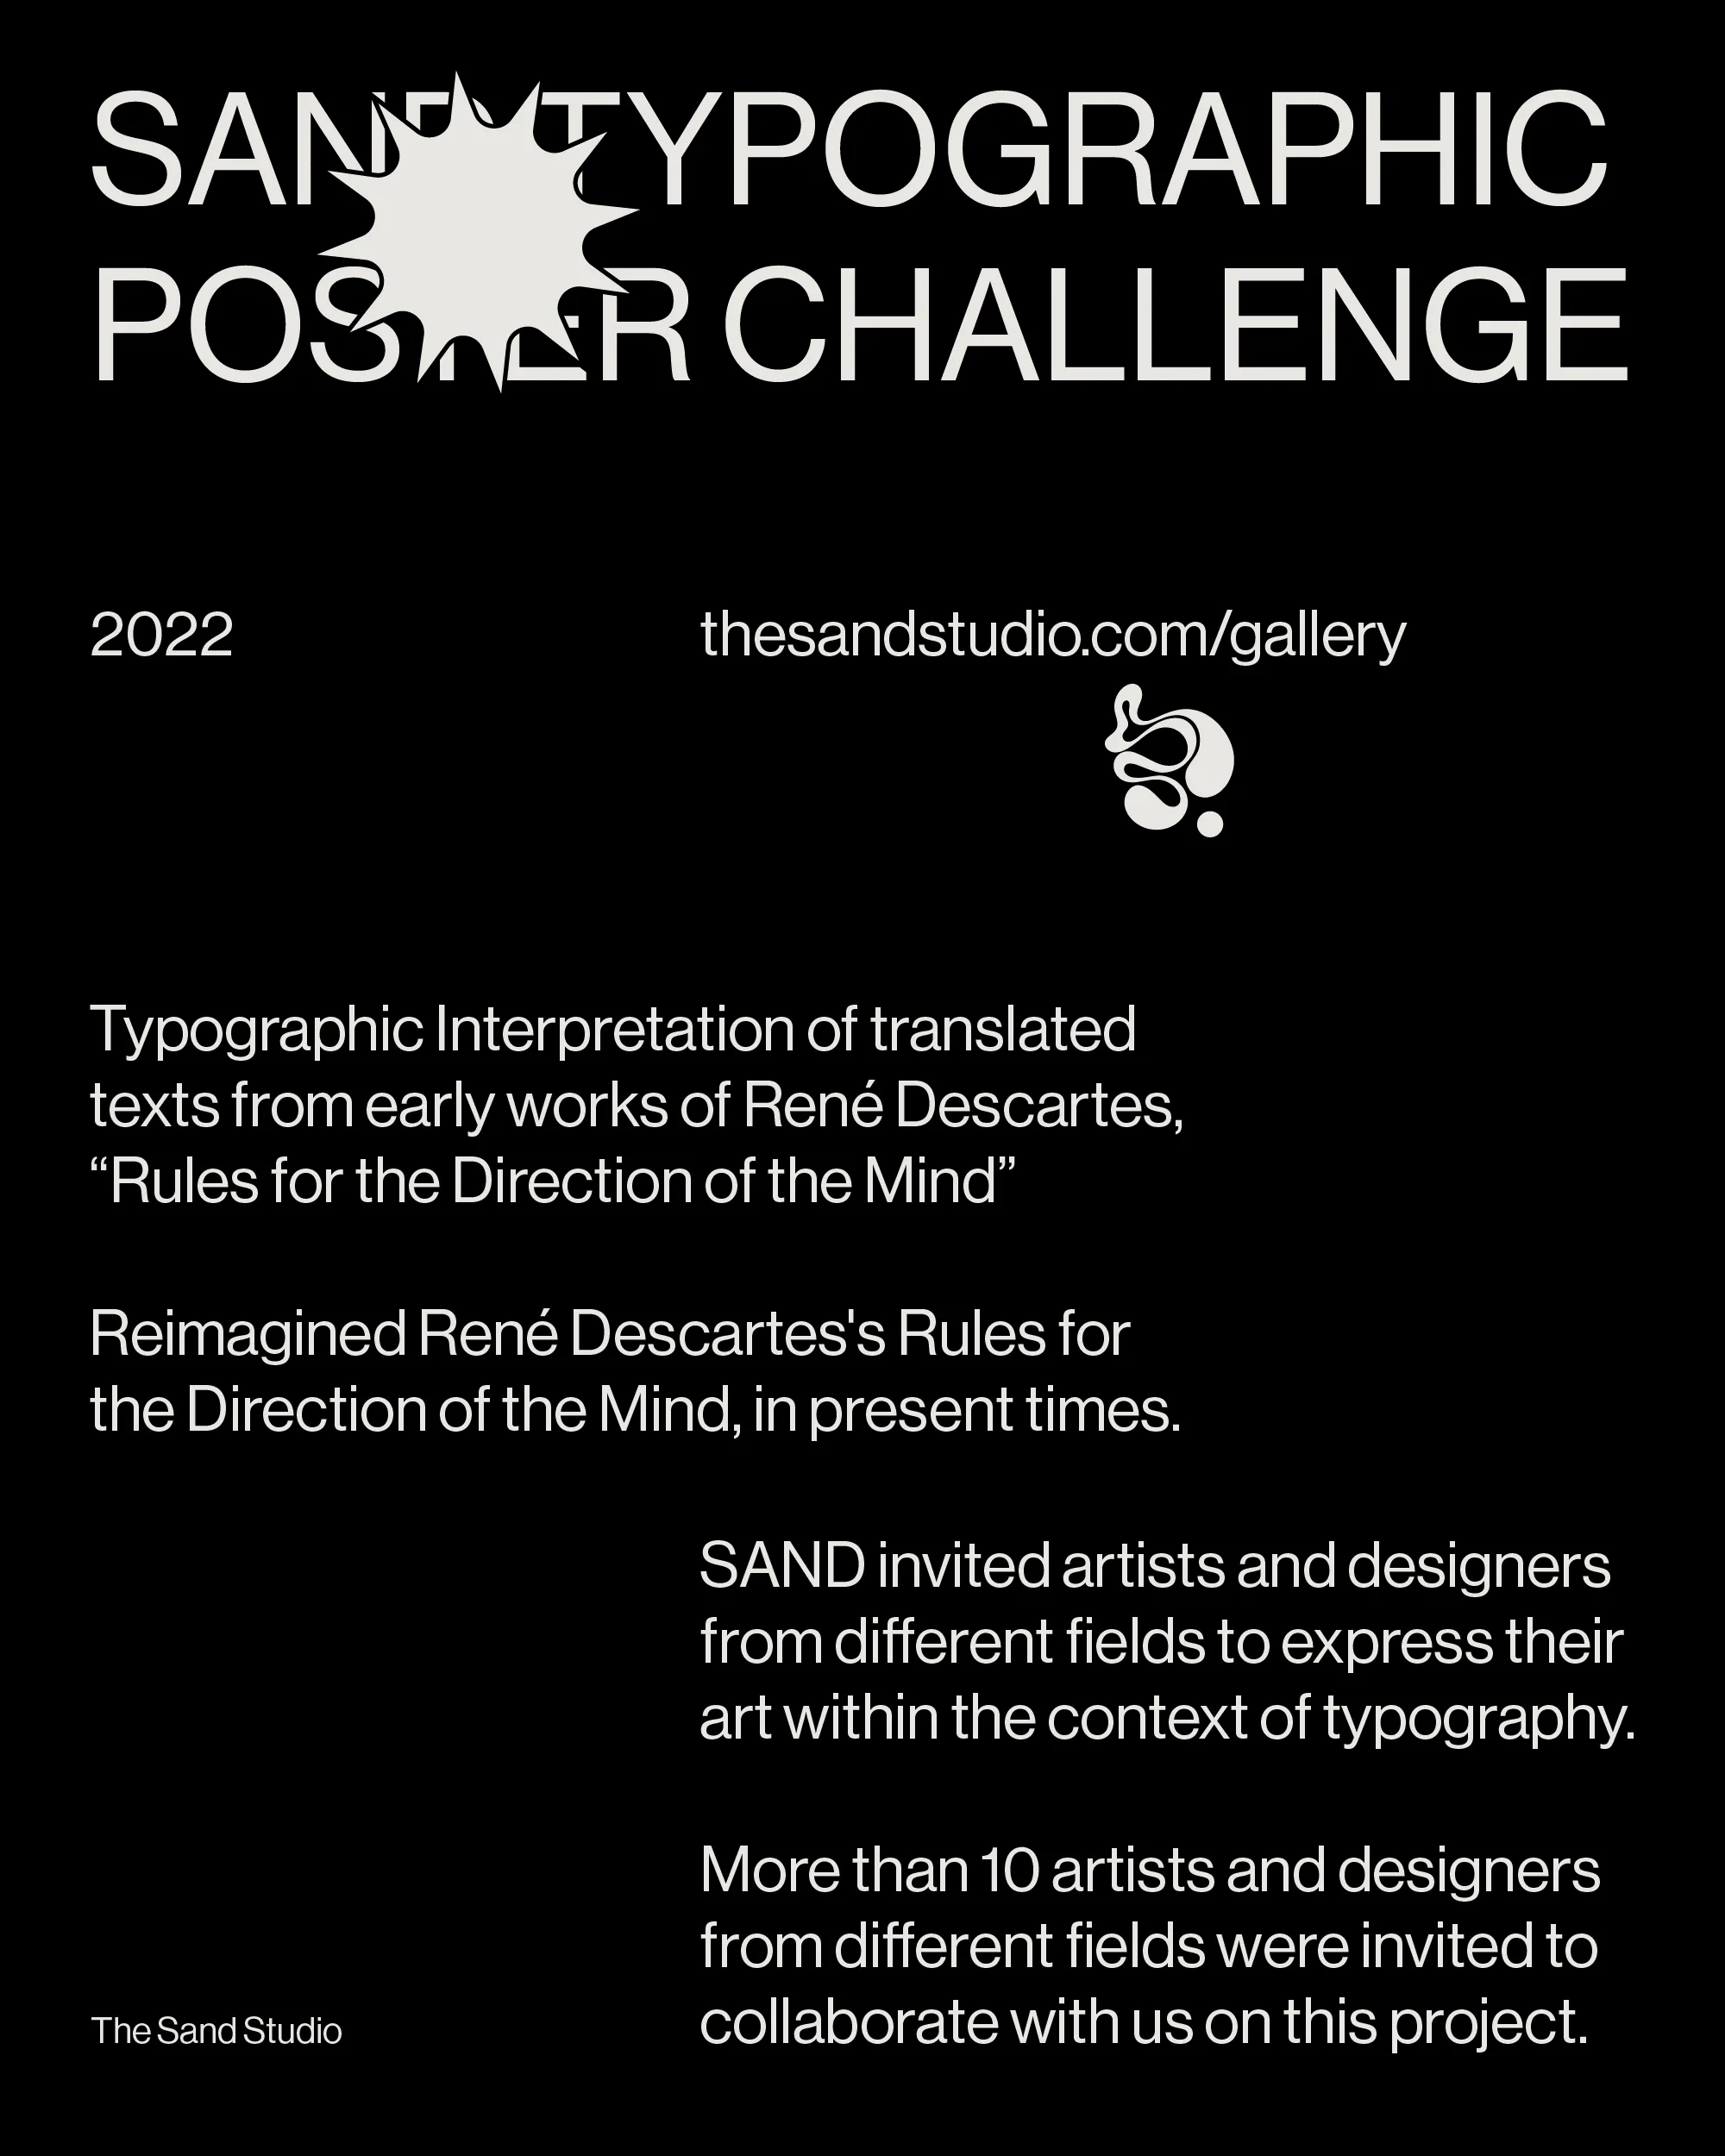 SAND TYPOGRAPHIC
POSTER CHALLENGE
2022
thesandstudio.com/gallery
Typographic Interpretation of translated
texts from early works of René Descartes,
“Rules for the Direction of the Mind”
Reimagined René Descartes's Rules for
the Direction of the Mind, in present times.
SAND invited artists and designers
from different fields to express their
art within the context of typography.
More than 10 artists and designers
from different fields were invited to
collaborate with us on this project.
The Sand Studio